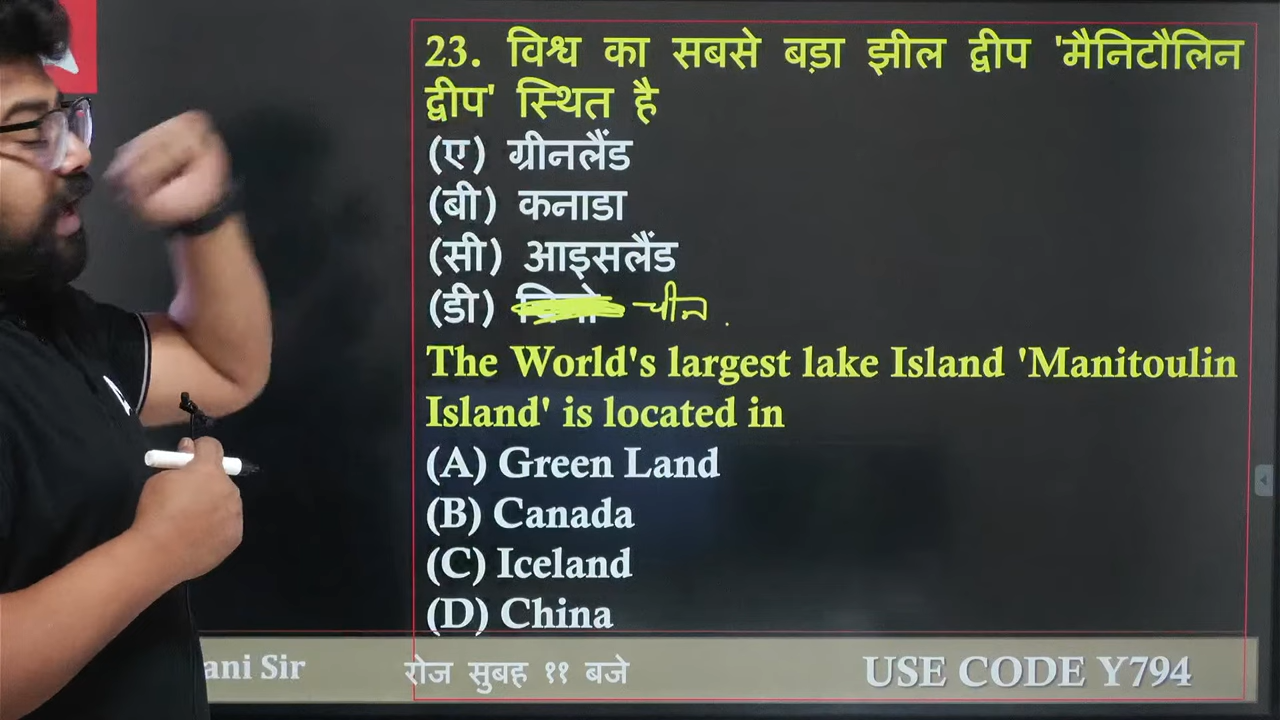 23. विश्व का सबसे बड़ा झील द्वीप 'मैनिटौलिन
द्वीप' स्थित है
(ए) ग्रीनलैंड
(बी) कनाडा
(सी) आइसलैंड
(डी) चीन
The World's largest lake Island 'Manitoulin
Island' is located in
(A) Green Land
(B) Canada
(C) Iceland
(D) China
ani Sir रोज सुबह ११ बजे USE CODE Y794